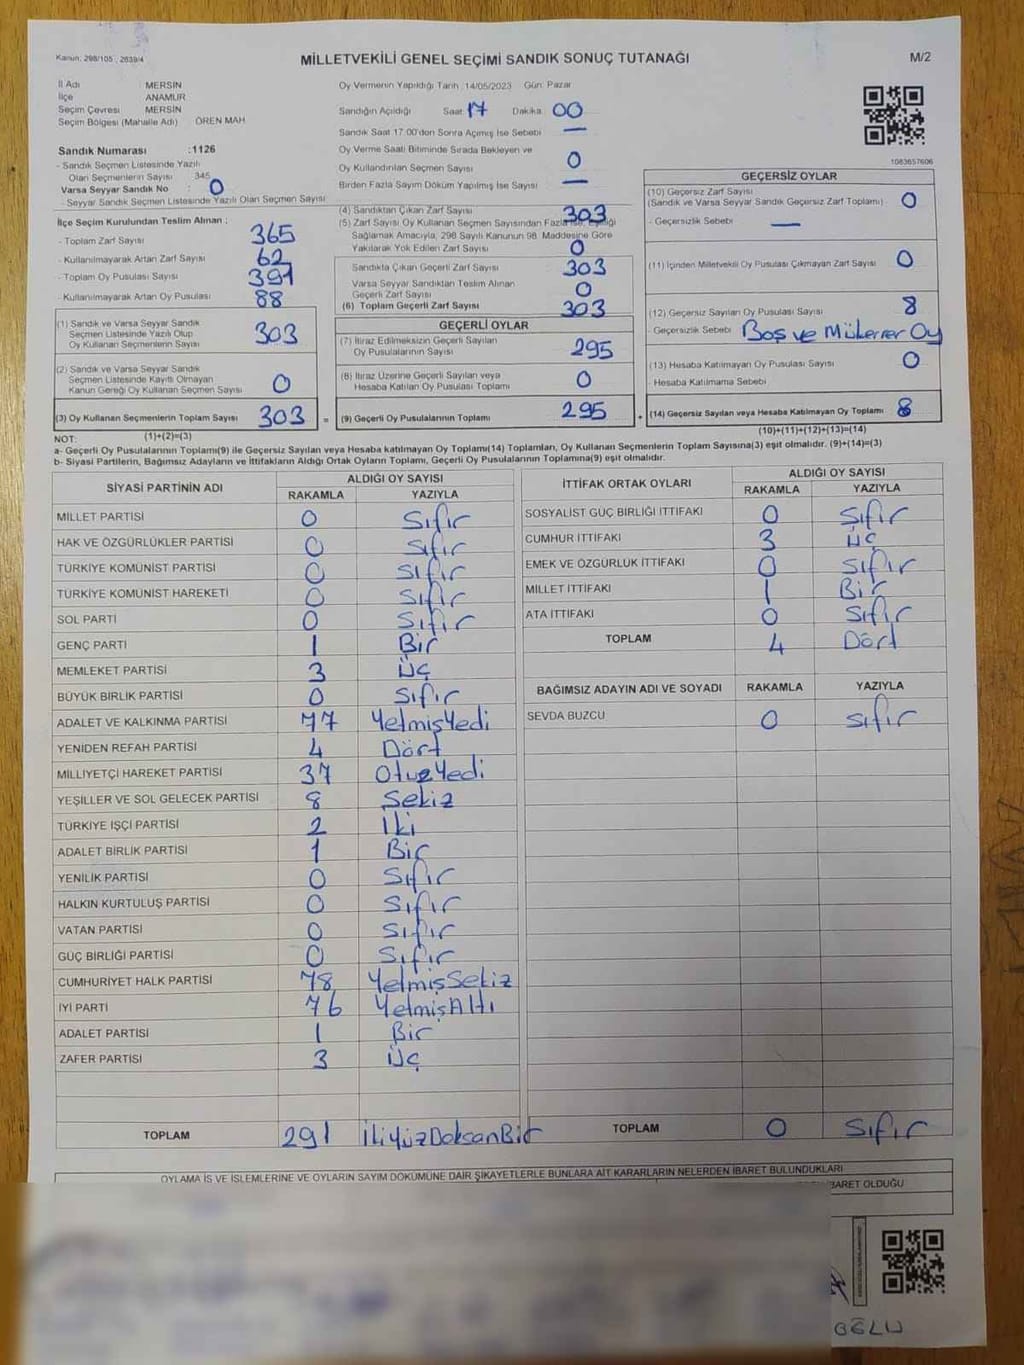 Kanun: 298/105 , 2839/4
MİLLETVEKİLİ GENEL SEÇİMİ SANDIK SONUÇ TUTANAĞI
M/2
İl Adı : MERSİN
İlçe ANAMUR
Seçim Çevresi : MERSİN
Seçim Bölgesi (Mahalle Adı) : ÖREN MAH
Sandık Numarası :1126
- Sandık Seçmen Listesinde Yazılı
Olan Seçmenlerin Sayısı : 345
Varsa Seyyar Sandık No : 0
- Seyyar Sandık Seçmen Listesinde Yazılı Olan Seçmen Sayısı
Oy Vermenin Yapıldığı Tarih :14/05/2023 Gün: Pazar
Sandığın Açıldığı Saat 17 Dakika 00
Sandık Saat 17:00'den Sonra Açılmış İse Sebebi —
Oy Verme Saati Bitiminde Sırada Bekleyen ve
Oy Kullandırılan Seçmen Sayısı 0
Birden Fazla Sayım Döküm Yapılmış İse Sayısı —
1083657606
İlçe Seçim Kurulundan Teslim Alınan :
- Toplam Zarf Sayısı 365
- Kullanılmayarak Artan Zarf Sayısı 62
- Toplam Oy Pusulası Sayısı 391
- Kullanılmayarak Artan Oy Pusulası 88
(1) Sandık ve Varsa Seyyar Sandık
Seçmen Listesinde Yazılı Olup
Oy Kullanan Seçmenlerin Sayısı 303
(2) Sandık ve Varsa Seyyar Sandık
Seçmen Listesinde Kayıtlı Olmayan
Kanun Gereği Oy Kullanan Seçmen Sayısı 0
(3) Oy Kullanan Seçmenlerin Toplam Sayısı 303 =
(1)+(2)=(3)
(4) Sandıktan Çıkan Zarf Sayısı 303
(5) Zarf Sayısı Oy Kullanan Seçmen Sayısından Fazla İse, Eşitliği
Sağlamak Amacıyla, 298 Sayılı Kanunun 98. Maddesine Göre
Yakılarak Yok Edilen Zarf Sayısı 0
Sandıkta Çıkan Geçerli Zarf Sayısı 303
Varsa Seyyar Sandıktan Teslim Alınan
Geçerli Zarf Sayısı 0
(6) Toplam Geçerli Zarf Sayısı 303
GEÇERLİ OYLAR
(7) İtiraz Edilmeksizin Geçerli Sayılan
Oy Pusulalarının Sayısı 295
(8) İtiraz Üzerine Geçerli Sayılan veya
Hesaba Katılan Oy Pusulası Toplamı 0
(9) Geçerli Oy Pusulalarının Toplamı 295 +
GEÇERSİZ OYLAR
(10) Geçersiz Zarf Sayısı
(Sandık ve Varsa Seyyar Sandık Geçersiz Zarf Toplamı) 0
- Geçersizlik Sebebi : —
(11) İçinden Milletvekili Oy Pusulası Çıkmayan Zarf Sayısı 0
(12) Geçersiz Sayılan Oy Pusulası Sayısı 8
- Geçersizlik Sebebi : Boş ve Mükerrer Oy
(13) Hesaba Katılmayan Oy Pusulası Sayısı 0
- Hesaba Katılmama Sebebi
(14) Geçersiz Sayılan veya Hesaba Katılmayan Oy Toplamı 8
(10)+(11)+(12)+(13)=(14)
NOT:
a- Geçerli Oy Pusulalarının Toplamı(9) ile Geçersiz Sayılan veya Hesaba katılmayan Oy Toplamı(14) Toplamları, Oy Kullanan Seçmenlerin Toplam Sayısına(3) eşit olmalıdır. (9)+(14)=(3)
b- Siyasi Partilerin, Bağımsız Adayların ve İttifakların Aldığı Ortak Oyların Toplamı, Geçerli Oy Pusulalarının Toplamına(9) eşit olmalıdır.
SİYASİ PARTİNİN ADI
ALDIĞI OY SAYISI
RAKAMLA YAZIYLA
MİLLET PARTİSİ 0 Sıfır
HAK VE ÖZGÜRLÜKLER PARTİSİ 0 Sıfır
TÜRKİYE KOMÜNİST PARTİSİ 0 Sıfır
TÜRKİYE KOMÜNİST HAREKETİ 0 Sıfır
SOL PARTİ 0 Sıfır
GENÇ PARTİ 1 Bir
MEMLEKET PARTİSİ 3 Üç
BÜYÜK BİRLİK PARTİSİ 0 Sıfır
ADALET VE KALKINMA PARTİSİ 77 YetmişYedi
YENİDEN REFAH PARTİSİ 4 Dört
MİLLİYETÇİ HAREKET PARTİSİ 37 OtuzYedi
YEŞİLLER VE SOL GELECEK PARTİSİ 8 Sekiz
TÜRKİYE İŞÇİ PARTİSİ 2 İki
ADALET BİRLİK PARTİSİ 1 Bir
YENİLİK PARTİSİ 0 Sıfır
HALKIN KURTULUŞ PARTİSİ 0 Sıfır
VATAN PARTİSİ 0 Sıfır
GÜÇ BİRLİĞİ PARTİSİ 0 Sıfır
CUMHURİYET HALK PARTİSİ 78 YetmişSekiz
İYİ PARTİ 76 YetmişAltı
ADALET PARTİSİ 1 Bir
ZAFER PARTİSİ 3 Üç
TOPLAM 291 İkiYüzDoksanBir
İTTİFAK ORTAK OYLARI
ALDIĞI OY SAYISI
RAKAMLA YAZIYLA
SOSYALİST GÜÇ BİRLİĞİ İTTİFAKI 0 Sıfır
CUMHUR İTTİFAKI 3 Üç
EMEK VE ÖZGÜRLÜK İTTİFAKI 0 Sıfır
MİLLET İTTİFAKI 1 Bir
ATA İTTİFAKI 0 Sıfır
TOPLAM 4 Dört
BAĞIMSIZ ADAYIN ADI VE SOYADI RAKAMLA YAZIYLA
SEVDA BUZCU 0 sıfır
TOPLAM 0 Sıfır
OYLAMA İŞ VE İŞLEMLERİNE VE OYLARIN SAYIM DÖKÜMÜNE DAİR ŞİKAYETLERLE BUNLARA AİT KARARLARIN NELERDEN İBARET BULUNDUKLARI
İBARET OLDUĞU